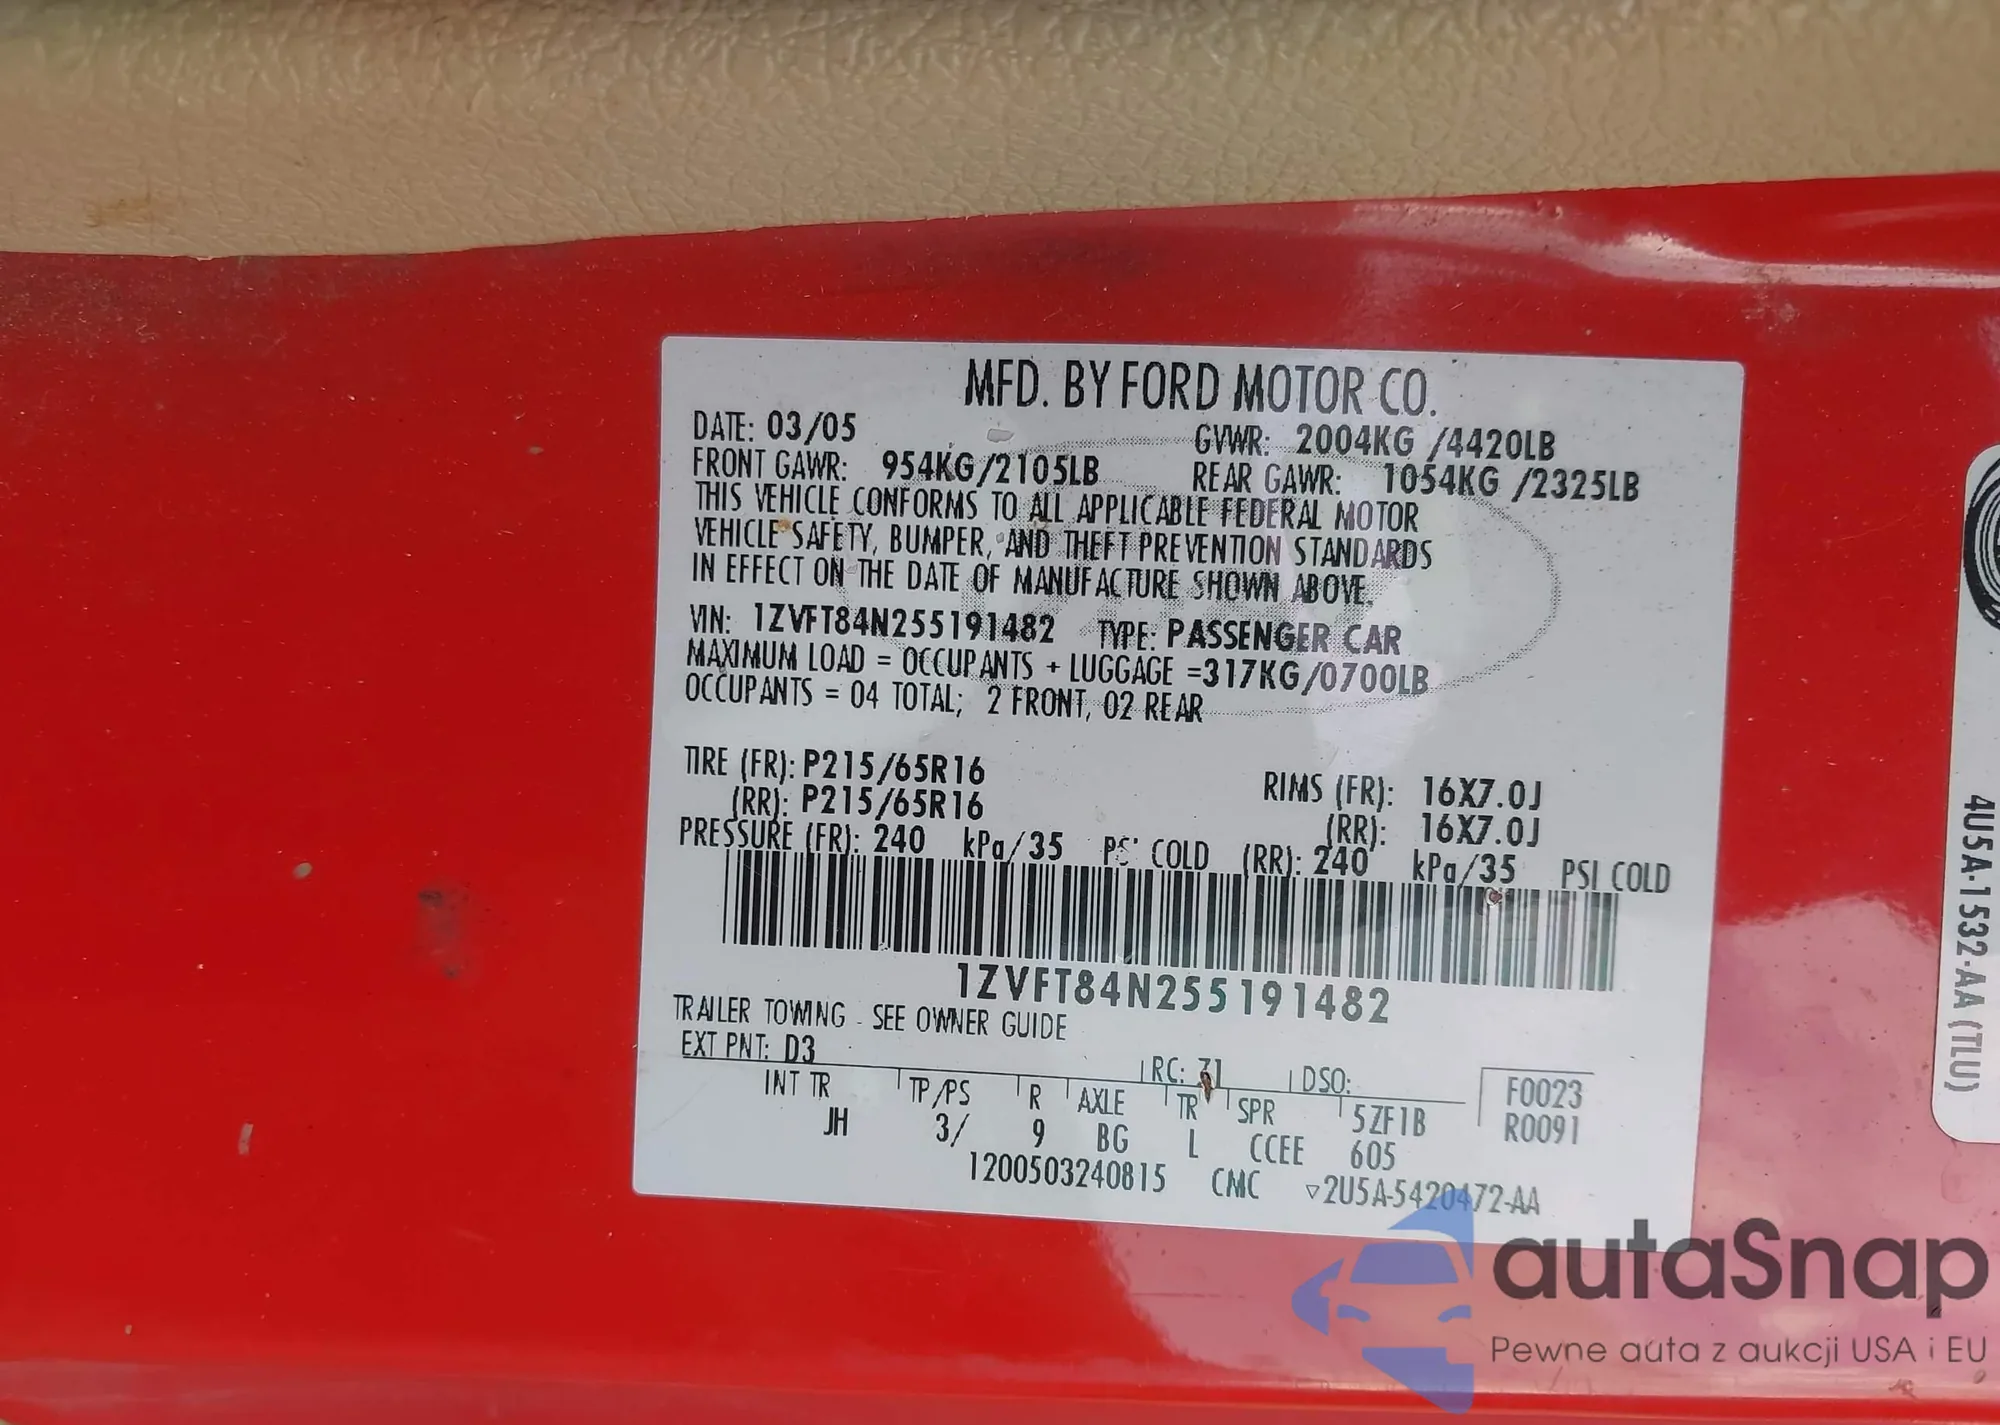 MFD. BY FORD MOTOR CO.
DATE: 03/05 GVWR: 2004KG /4420LB
FRONT GAWR: 954KG/2105LB REAR GAWR: 1054KG /2325LB
THIS VEHICLE CONFORMS TO ALL APPLICABLE FEDERAL MOTOR
VEHICLE SAFETY, BUMPER, AND THEFT PREVENTION STANDARDS
IN EFFECT ON THE DATE OF MANUFACTURE SHOWN ABOVE.
VIN: 1ZVFT84N255191482 TYPE: PASSENGER CAR
MAXIMUM LOAD = OCCUPANTS + LUGGAGE =317KG/0700LB
OCCUPANTS = 04 TOTAL; 2 FRONT, 02 REAR
TIRE (FR): P215/65R16 RIMS (FR): 16X7.0J
(RR): P215/65R16 (RR): 16X7.0J
PRESSURE (FR): 240 kPa/35 PSI COLD (RR): 240 kPa/35 PSI COLD
1ZVFT84N255191482
TRAILER TOWING - SEE OWNER GUIDE
EXT PNT: D3 RC: 71 DSO: F0023
INT TR TP/PS R AXLE TR SPR 5ZF1B R0091
JH 3/ 9 BG L CCEE 605
1200503240815 CMC ▽2U5A-5420472-AA
4U5A-1532-AA (TLU)
autaSnap
Pewne auta z aukcji USA i EU